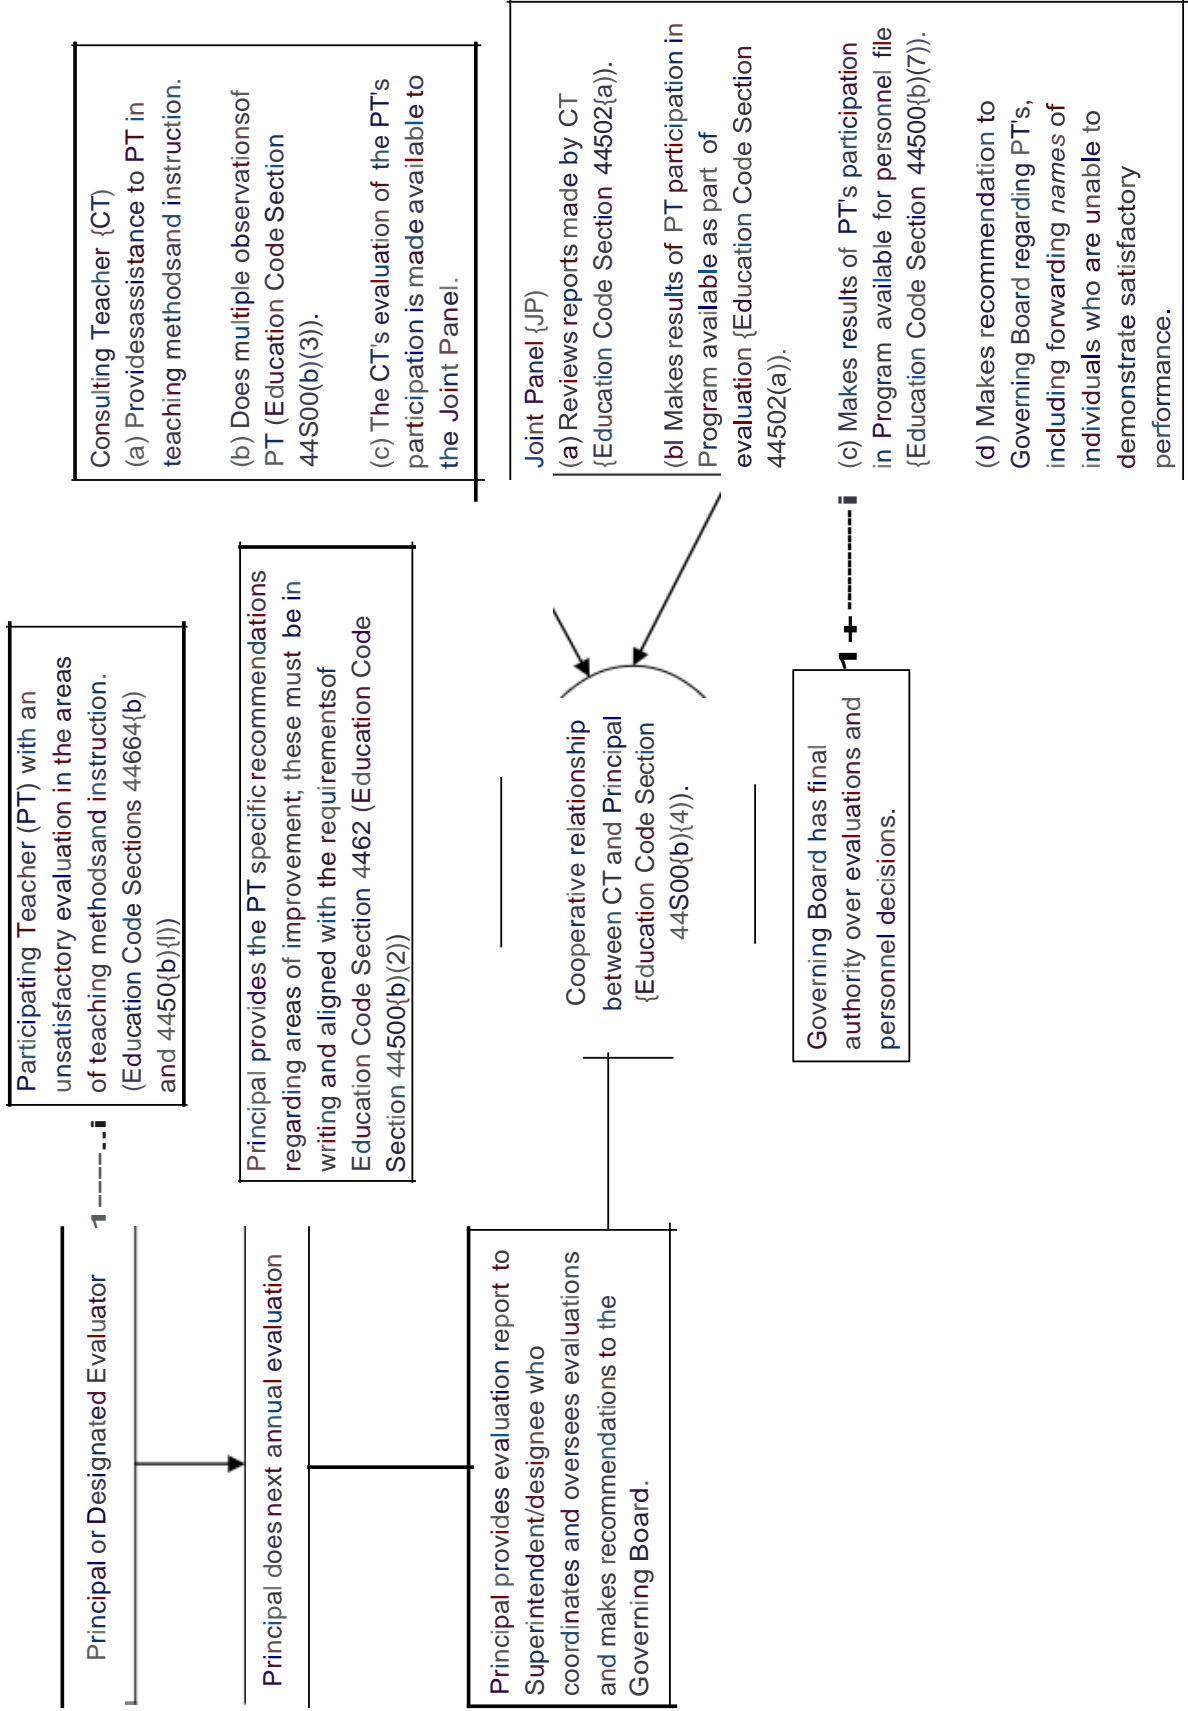 Principal or Designated Evaluator
1----..i
Participating Teacher (PT) with an
unsatisfactory evaluation in the areas
of teaching methodsand instruction.
(Education Code Sections 44664{b)
and 4450{b){l))
Consulting Teacher {CT)
(a) Providesassistance to PT in
teaching methodsand instruction.
(b) Does multiple observationsof
PT (Education Code Section
44S00(b)(3)).
(c) The CT's evaluation of the PT's
participation is made available to
the Joint Panel.
Principal does next annual evaluation
Principal provides the PT specific recommendations
regarding areas of improvement; these must be in
writing and aligned with the requirementsof
Education Code Section 4462 (Education Code
Section 44500{b)(2))
Principal provides evaluation report to
Superintendent/designee who
coordinates and oversees evaluations
and makes recommendations to the
Governing Board.
Cooperative relationship
between CT and Principal
{Education Code Section
44S00{b){4)).
Joint Panel {JP)
(a) Reviews reports made by CT
{Education Code Section 44502{a)).
(bl Makes results of PT participation in
Program available as part of
evaluation {Education Code Section
44502(a)).
(c) Makes results of PT's participation
in Program available for personnel file
{Education Code Section 44500{b)(7)).
(d) Makes recommendation to
Governing Board regarding PT's,
including forwarding names of
individuals who are unable to
demonstrate satisfactory
performance.
Governing Board has final
authority over evaluations and
personnel decisions.
1+----------i